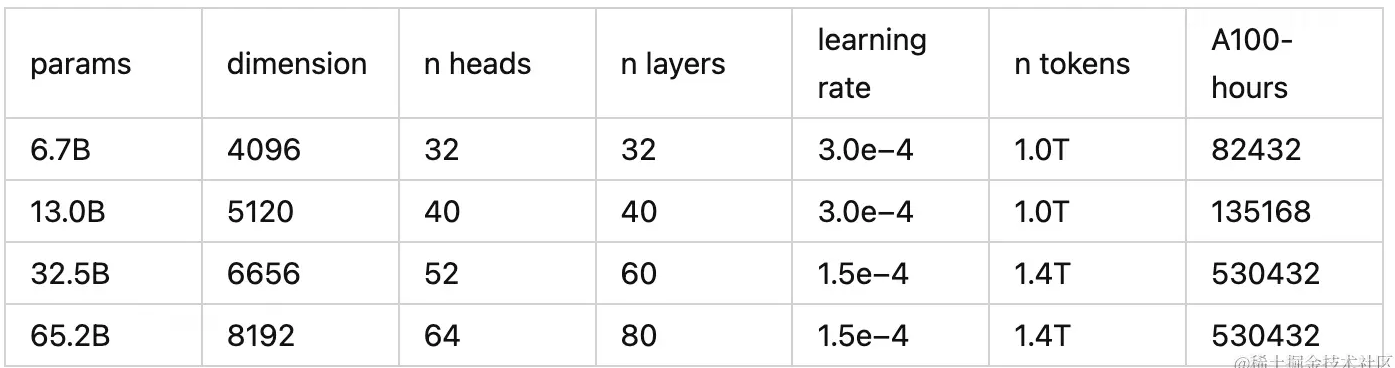 params dimension n heads n layers learning rate n tokens A100-hours
6.7B 4096 32 32 3.0e−4 1.0T 82432
13.0B 5120 40 40 3.0e−4 1.0T 135168
32.5B 6656 52 60 1.5e−4 1.4T 530432
65.2B 8192 64 80 1.5e−4 1.4T 530432
@稀土掘金技术社区